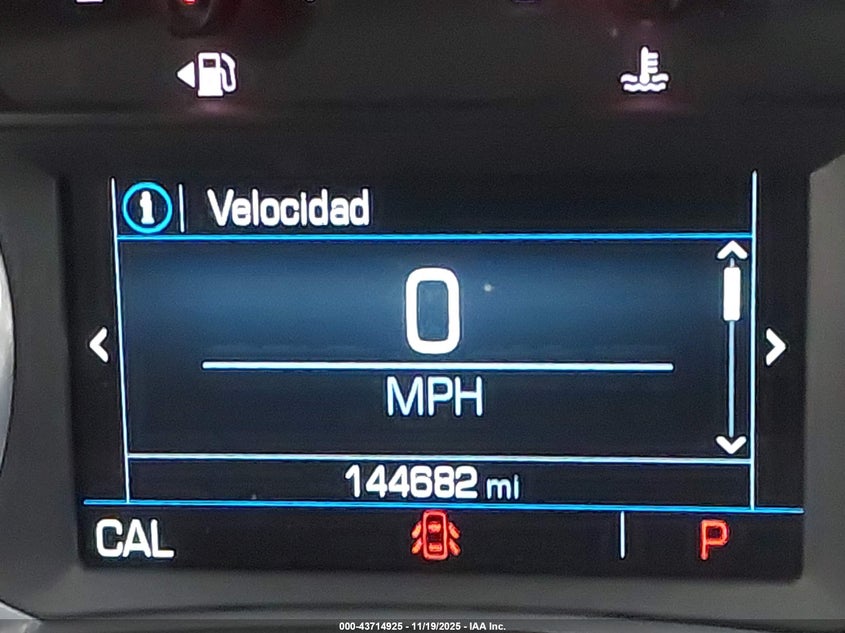 Velocidad
0
MPH
144682 mi
CAL P
000-43714925 - 11/19/2025 - IAA Inc.